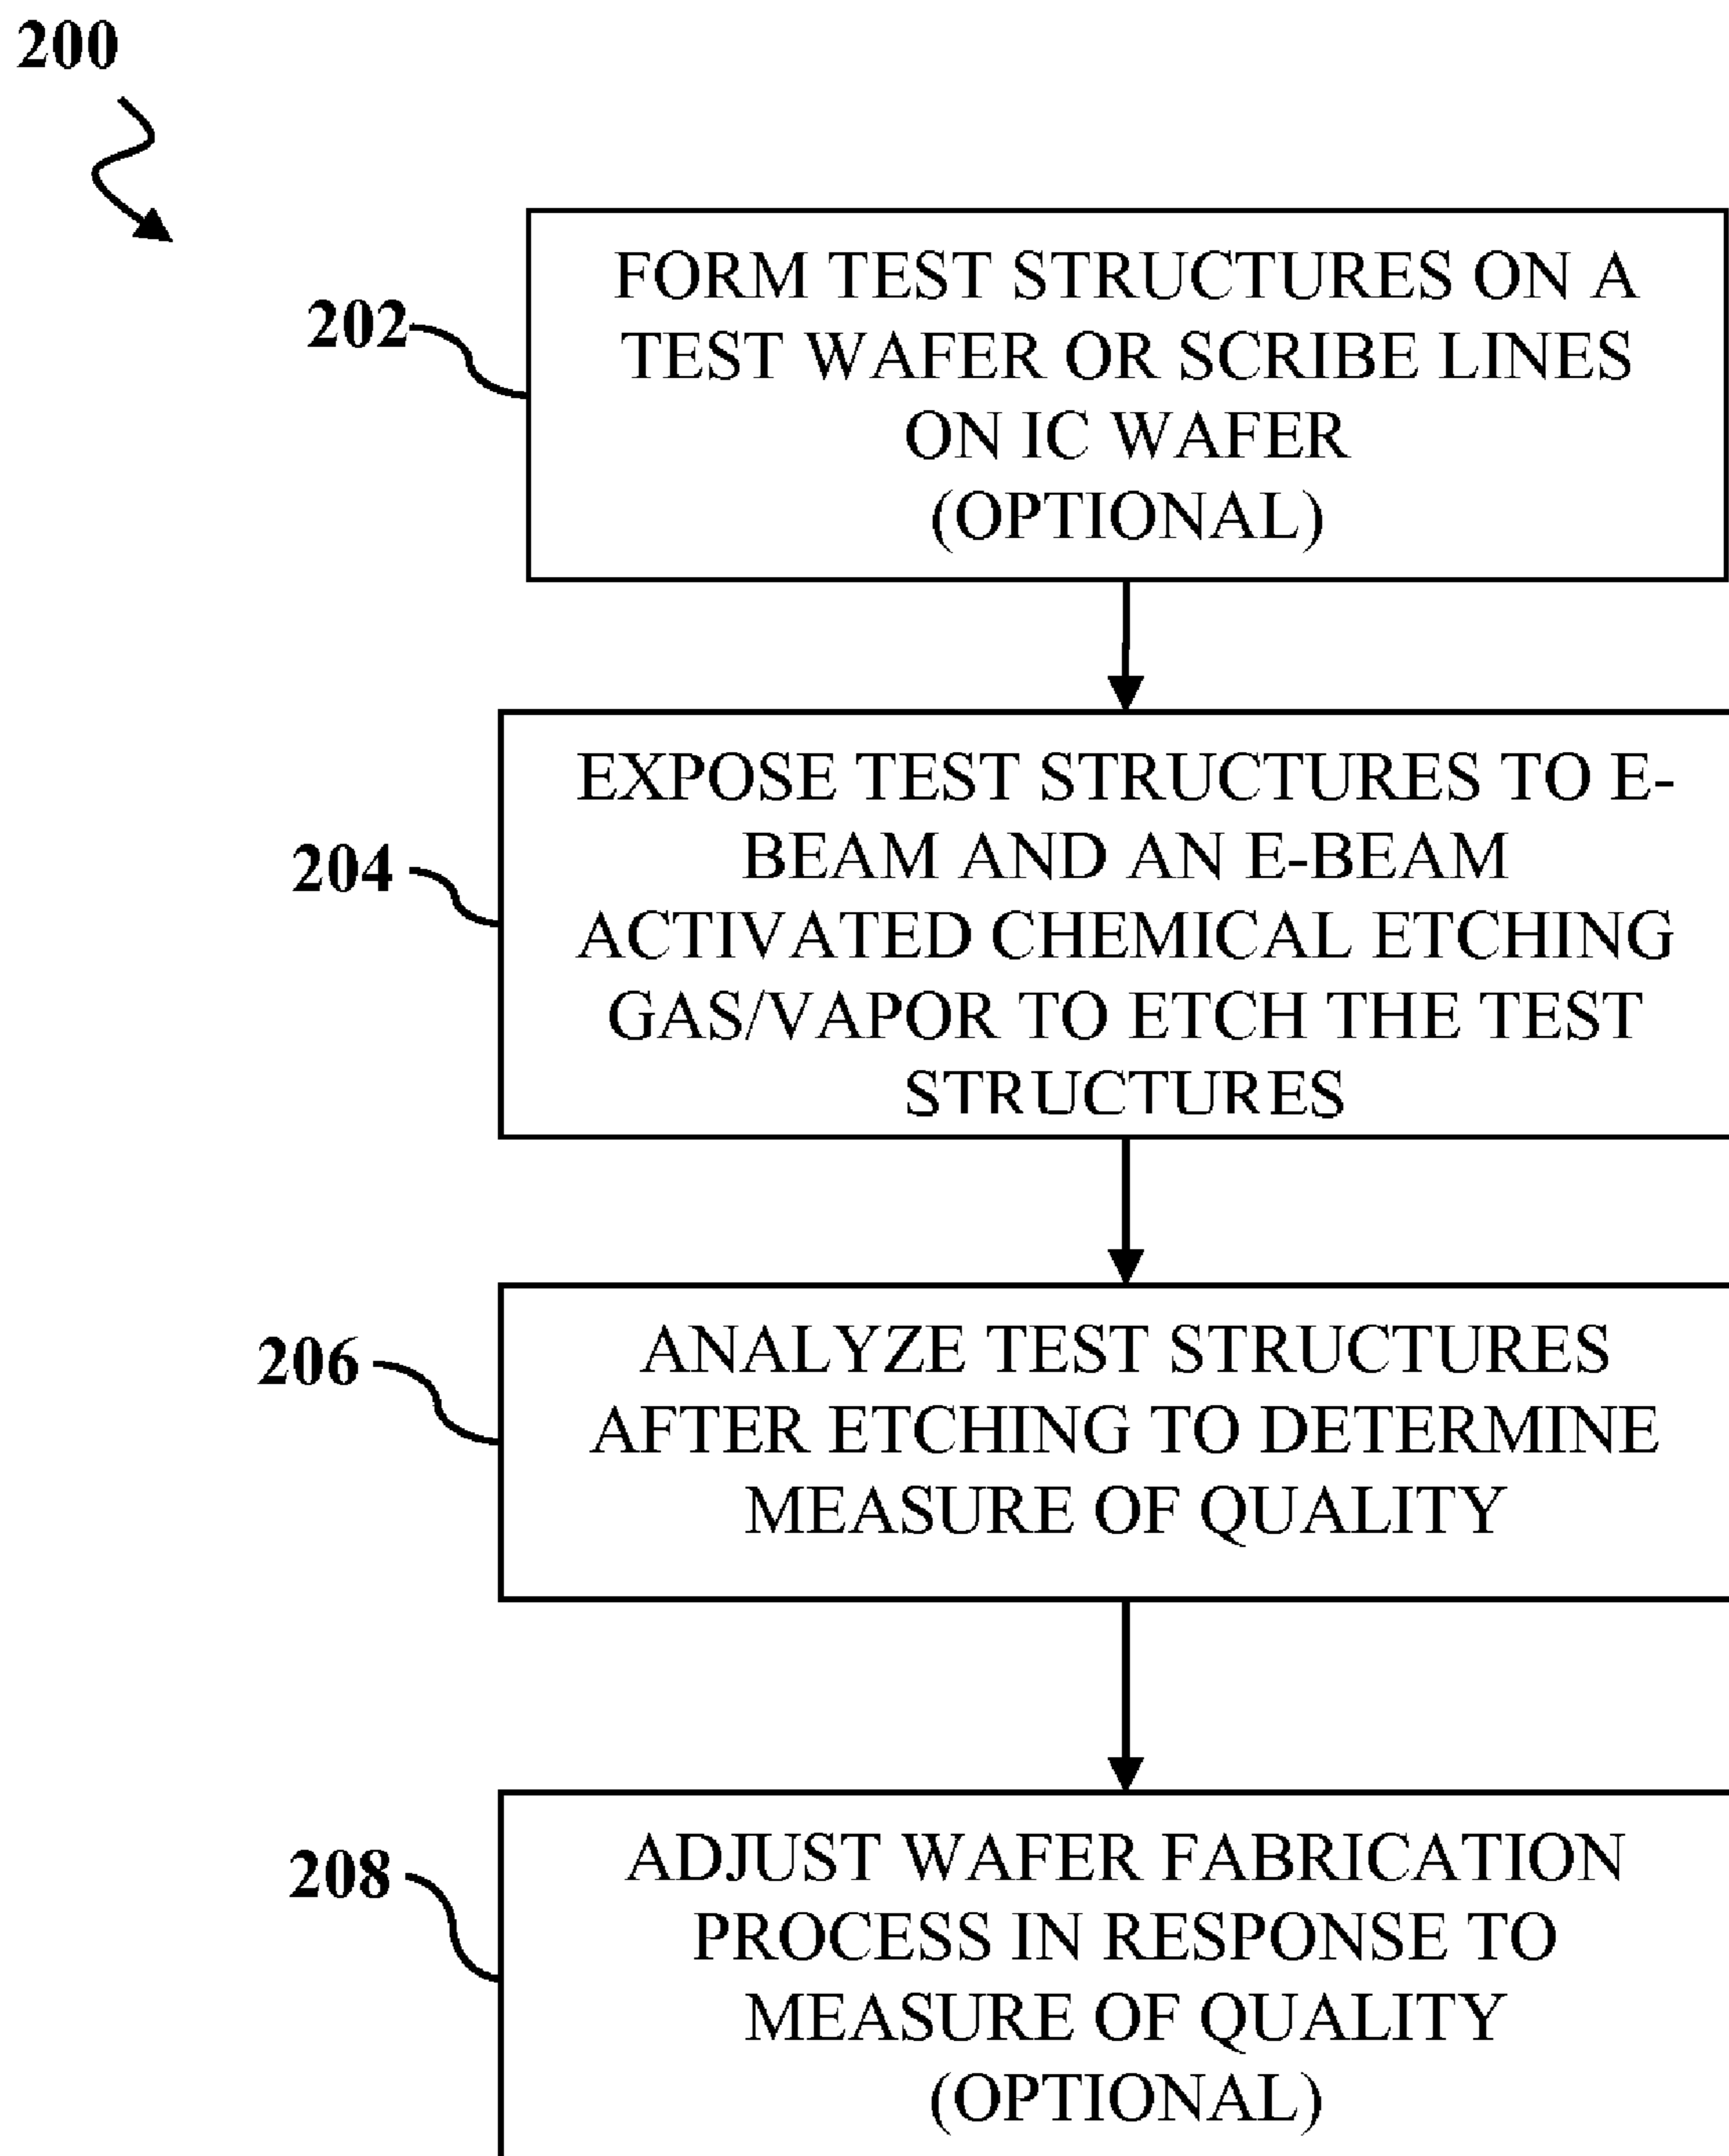 200
202
FORM TEST STRUCTURES ON A
TEST WAFER OR SCRIBE LINES
ON IC WAFER
(OPTIONAL)
204
EXPOSE TEST STRUCTURES TO E-
BEAM AND AN E-BEAM
ACTIVATED CHEMICAL ETCHING
GAS/VAPOR TO ETCH THE TEST
STRUCTURES
206
ANALYZE TEST STRUCTURES
AFTER ETCHING TO DETERMINE
MEASURE OF QUALITY
208
ADJUST WAFER FABRICATION
PROCESS IN RESPONSE TO
MEASURE OF QUALITY
(OPTIONAL)